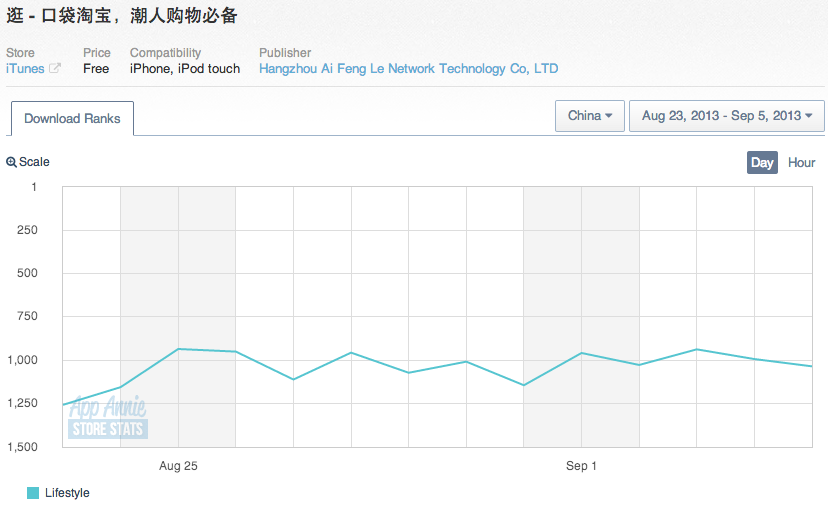 逛 - 口袋淘宝，潮人购物必备
Store Price Compatibility Publisher
iTunes Free iPhone, iPod touch Hangzhou Ai Feng Le Network Technology Co, LTD
Download Ranks China Aug 23, 2013 - Sep 5, 2013
Scale Day Hour
1
250
500
750
1,000
1,250
1,500
App Annie
STORE STATS
Aug 25 Sep 1
Lifestyle